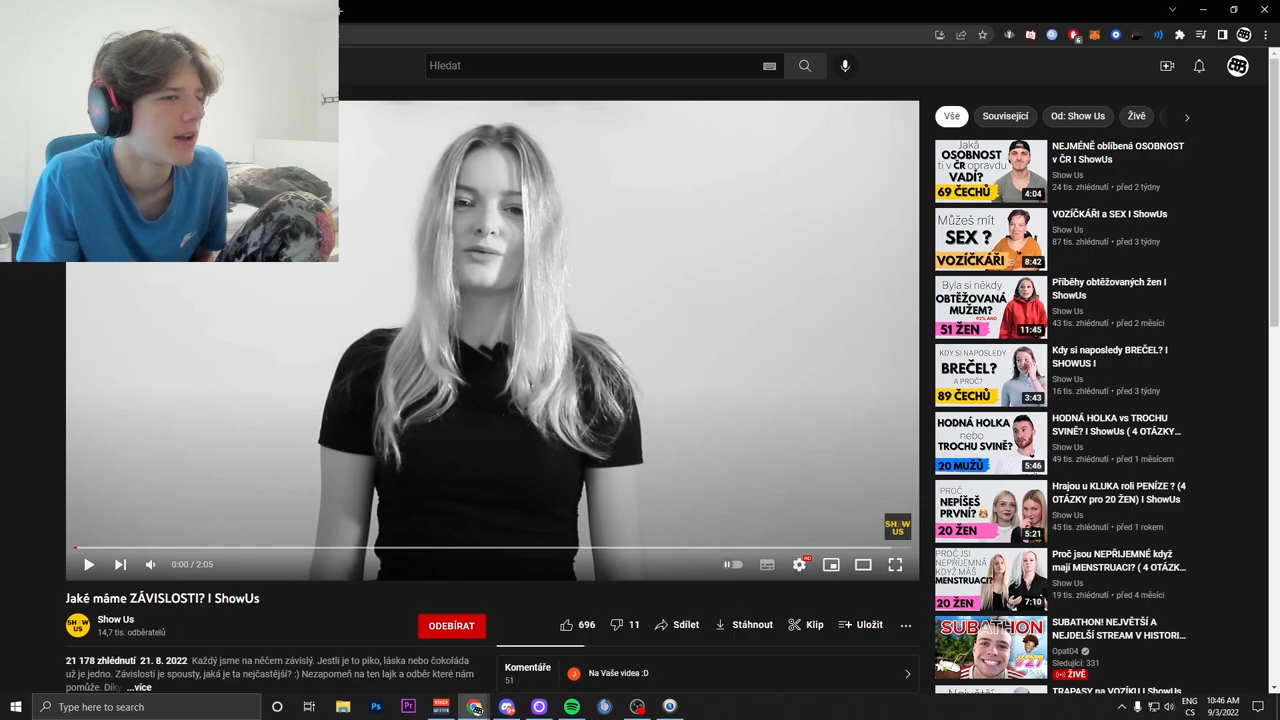 Hledat
SHOW
US
0:00 / 2:05
Jaké máme ZÁVISLOSTI? I ShowUs
Show Us
14,7 tis. odběratelů
ODEBÍRAT
696
11
Sdílet
Stáhnout
Klip
Uložit
21 178 zhlédnutí 21. 8. 2022 Každý jsme na něčem závislý. Jestli je to piko, láska nebo čokoláda
už je jedno. Závislostí je spousty, jaká je ta nejčastější? :) Nezapomeň na fen lajk a odběr které nám
pomůže. Díky ...více
Komentáře
51
J
Na Vaše videa :D
Vše
Související
Od: Show Us
Živě
Jaká
OSOBNOST
ti v ČR opravdu
VADÍ?
69 ČECHŮ
4:04
NEJMÉNĚ oblíbená OSOBNOST
v ČR I ShowUs
Show Us
24 tis. zhlédnutí • před 2 týdny
Můžeš mít
SEX ?
VOZÍČKÁŘI
8:42
VOZÍČKÁŘI a SEX I ShowUs
Show Us
87 tis. zhlédnutí • před 3 týdny
Byla si někdy
OBTĚŽOVANÁ
MUŽEM?
92% ANO
51 ŽEN
11:45
Příběhy obtěžovaných žen I
ShowUs
Show Us
43 tis. zhlédnutí • před 2 měsíci
KDY SI NAPOSLEDY
BREČEL?
A PROČ?
89 ČECHŮ
3:43
Kdy si naposledy BREČEL? I
SHOWUS I
Show Us
16 tis. zhlédnutí • před 3 týdny
HODNÁ HOLKA
nebo
TROCHU
SVINĚ?
20 MUŽŮ
5:46
HODNÁ HOLKA vs TROCHU
SVINĚ? I ShowUs ( 4 OTÁZKY...
Show Us
49 tis. zhlédnutí • před 1 měsícem
PROČ
NEPÍŠEŠ
PRVNÍ?
20 ŽEN
5:21
Hrajou u KLUKA roli PENÍZE ? (4
OTÁZKY pro 20 ŽEN) I ShowUs
Show Us
45 tis. zhlédnutí • před 1 rokem
PROČ JSI
NEPŘÍJEMNÁ
KDYŽ MÁŠ
MENSTRUACI?
20 ŽEN
7:10
Proč jsou NEPŘIJEMNÉ když
mají MENSTRUACI? ( 4 OTÁZK...
Show Us
19 tis. zhlédnutí • před 4 měsíci
SUBATHON
#27
SUBATHON! NEJVĚTŠÍ A
NEJDELŠÍ STREAM V HISTORI...
Opat04
Sledující: 331
ŽIVĚ
Největší
TRAPASY na VOZÍKU I ShowUs
Type here to search
ENG
CS
10:46 AM
9/3/2022